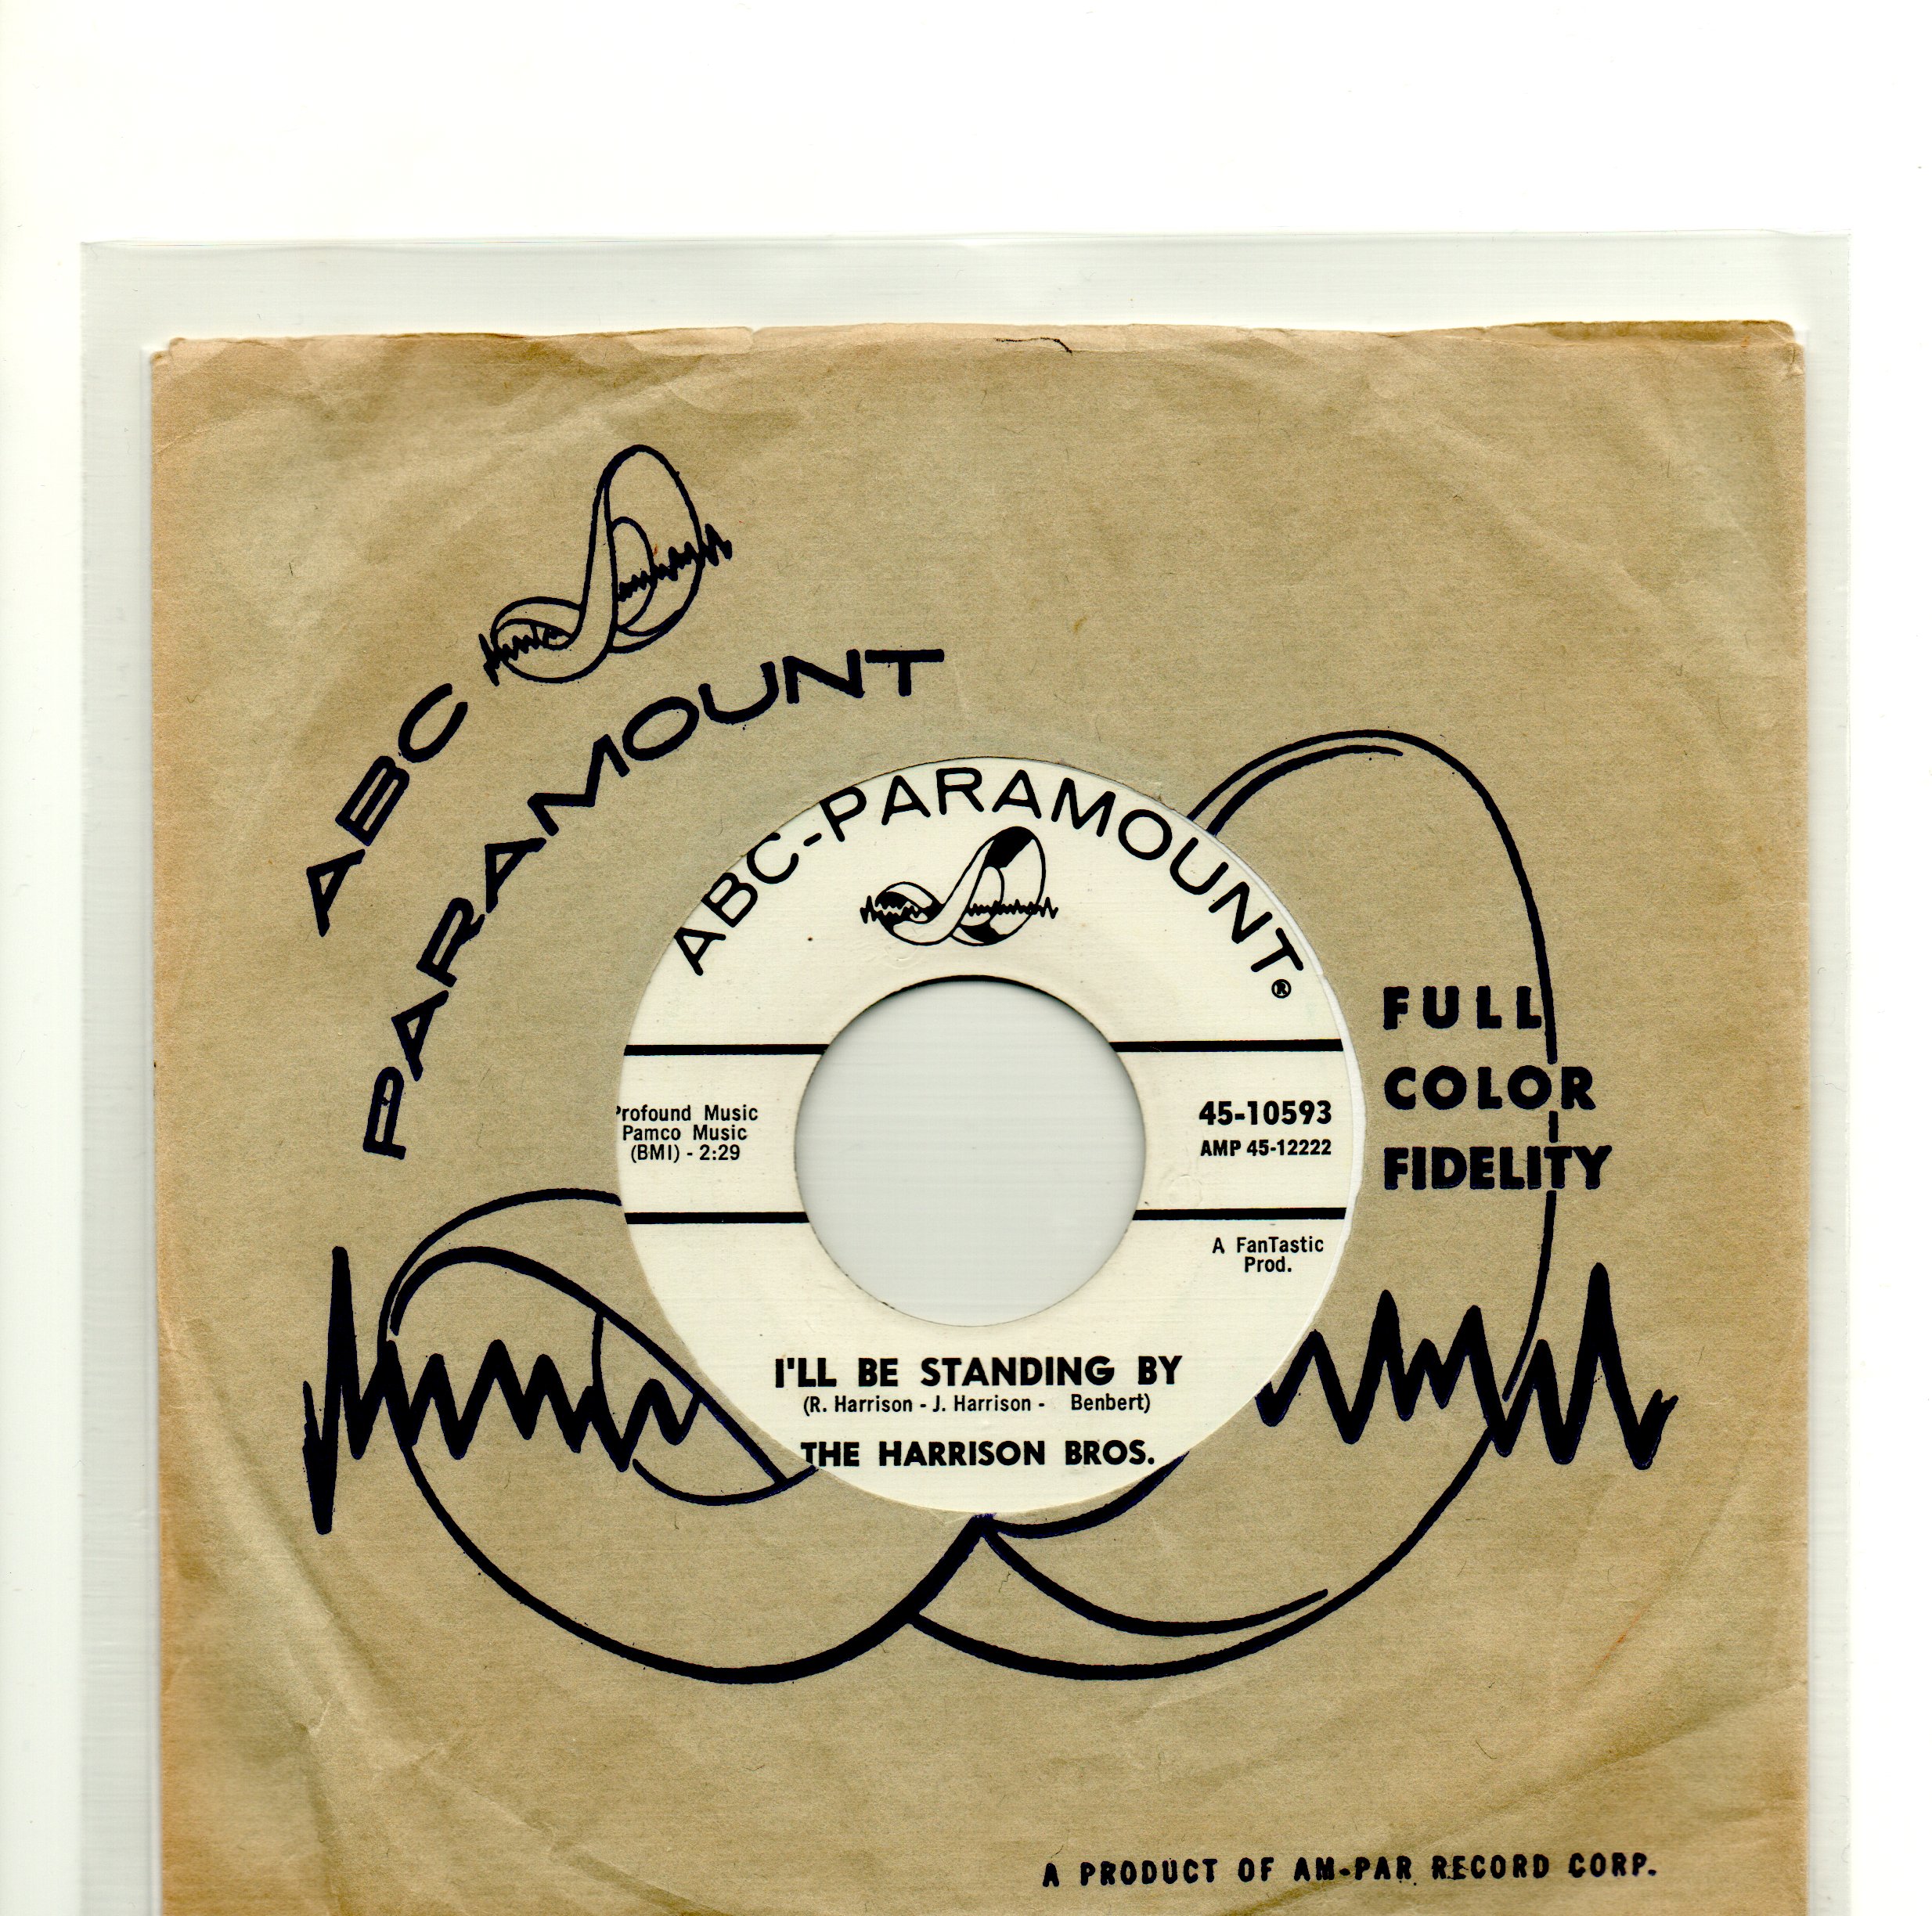 ABC
PARAMOUNT
ABC-PARAMOUNT®
FULL
COLOR
FIDELITY
Profound Music
Pamco Music
(BMI) - 2:29
45-10593
AMP 45-12222
A FanTastic
Prod.
I'LL BE STANDING BY
(R. Harrison - J. Harrison - Benbert)
THE HARRISON BROS.
A PRODUCT OF AM-PAR RECORD CORP.